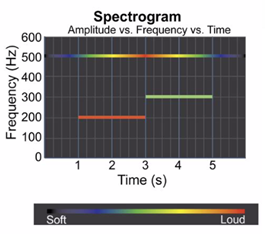 Spectrogram
Amplitude vs. Frequency vs. Time
Frequency (Hz)
600
500
400
300
200
100
0
1 2 3 4 5
Time (s)
Soft Loud